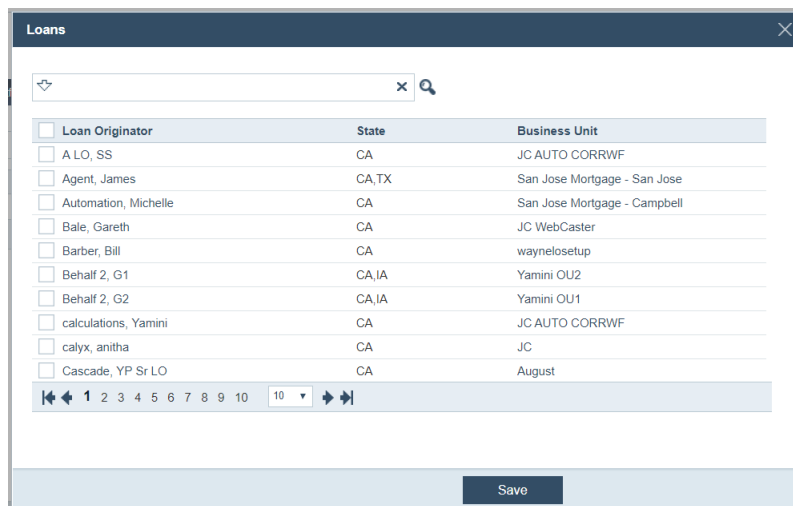 Loans
Loan Originator State Business Unit
A LO, SS CA JC AUTO CORRWF
Agent, James CA,TX San Jose Mortgage - San Jose
Automation, Michelle CA San Jose Mortgage - Campbell
Bale, Gareth CA JC WebCaster
Barber, Bill CA waynelosetup
Behalf 2, G1 CA,IA Yamini OU2
Behalf 2, G2 CA,IA Yamini OU1
calculations, Yamini CA JC AUTO CORRWF
calyx, anitha CA JC
Cascade, YP Sr LO CA August
1 2 3 4 5 6 7 8 9 10 10
Save